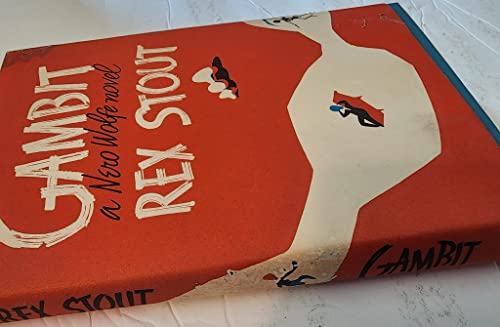 GAMBIT
a Nero Wolfe novel
REX STOUT
REX STOUT
GAMBIT